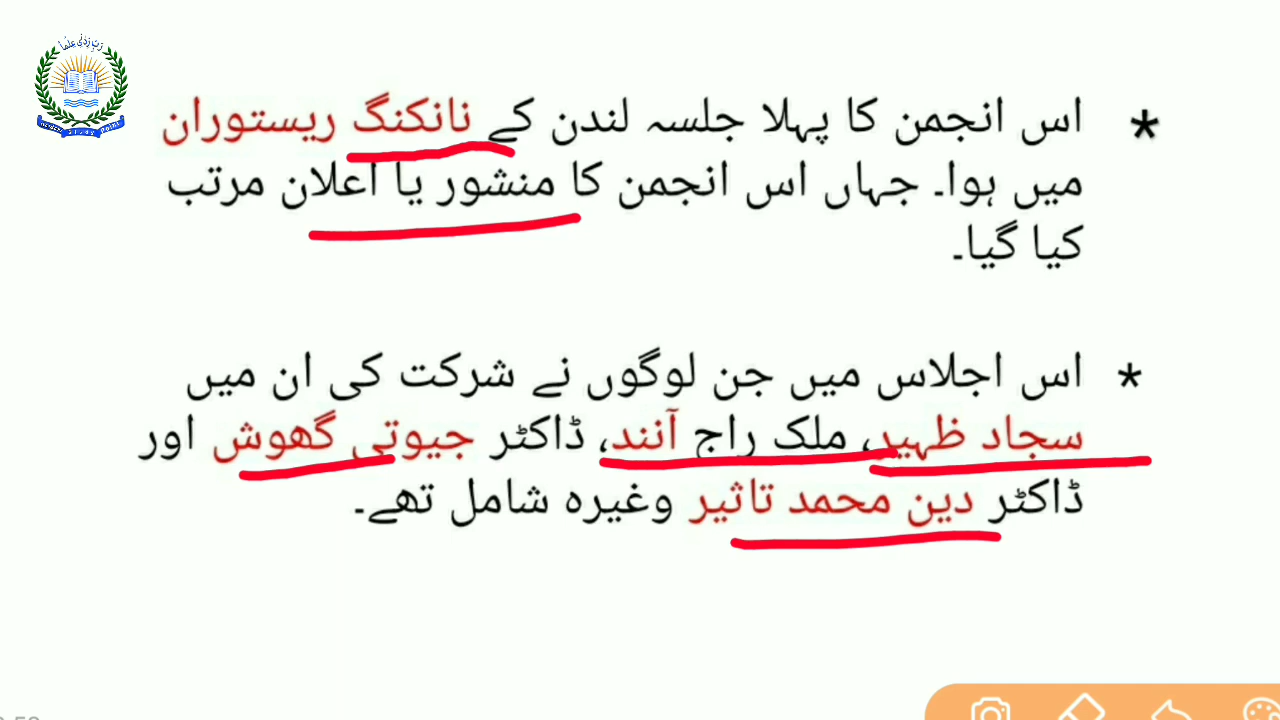 * اس انجمن کا پہلا جلسہ لندن کے نانکنگ ریستوران
میں ہوا۔ جہاں اس انجمن کا منشور یا اعلان مرتب
کیا گیا۔
* اس اجلاس میں جن لوگوں نے شرکت کی ان میں
سجاد ظہیر، ملک راج آنند، ڈاکٹر جیوتی گھوش اور
ڈاکٹر دین محمد تاثیر وغیرہ شامل تھے۔